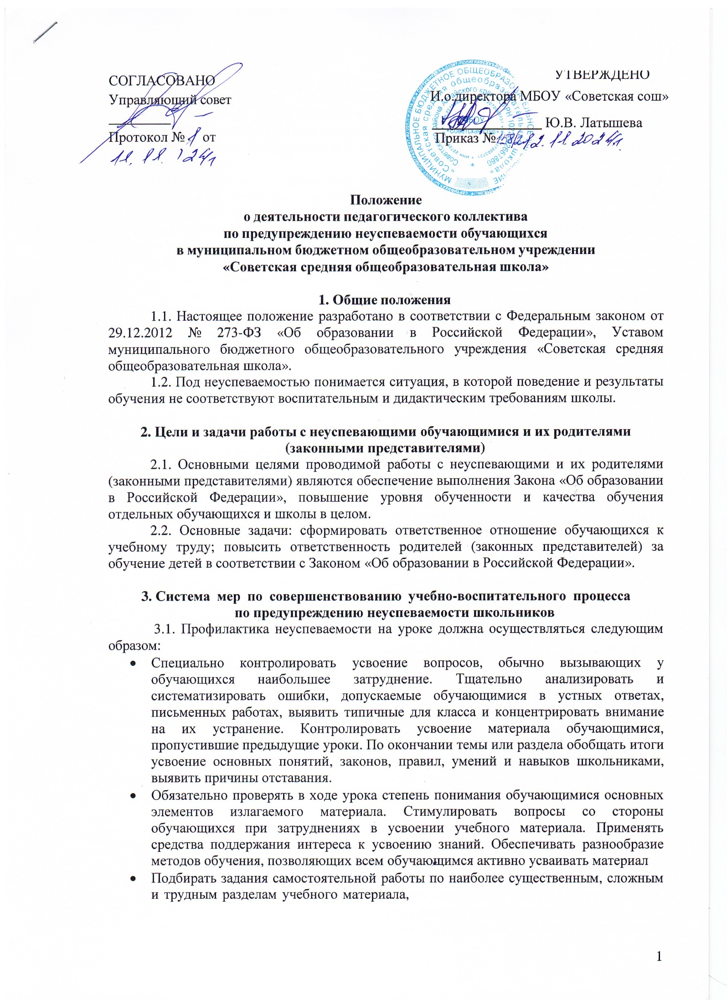 СОГЛАСОВАНО
Управляющий совет
Протокол № 1 от
УТВЕРЖДЕНО
И.о.директора МБОУ «Советская сош»
Ю.В. Латышева
Приказ №
Положение
о деятельности педагогического коллектива
по предупреждению неуспеваемости обучающихся
в муниципальном бюджетном общеобразовательном учреждении
«Советская средняя общеобразовательная школа»
1. Общие положения
1.1. Настоящее положение разработано в соответствии с Федеральным законом от
29.12.2012 № 273-ФЗ «Об образовании в Российской Федерации», Уставом
муниципального бюджетного общеобразовательного учреждения «Советская средняя
общеобразовательная школа».
1.2. Под неуспеваемостью понимается ситуация, в которой поведение и результаты
обучения не соответствуют воспитательным и дидактическим требованиям школы.
2. Цели и задачи работы с неуспевающими обучающимися и их родителями
(законными представителями)
2.1. Основными целями проводимой работы с неуспевающими и их родителями
(законными представителями) являются обеспечение выполнения Закона «Об образовании
в Российской Федерации», повышение уровня обученности и качества обучения
отдельных обучающихся и школы в целом.
2.2. Основные задачи: сформировать ответственное отношение обучающихся к
учебному труду; повысить ответственность родителей (законных представителей) за
обучение детей в соответствии с Законом «Об образовании в Российской Федерации».
3. Система мер по совершенствованию учебно-воспитательного процесса
по предупреждению неуспеваемости школьников
3.1. Профилактика неуспеваемости на уроке должна осуществляться следующим
образом:
• Специально контролировать усвоение вопросов, обычно вызывающих у
обучающихся наибольшее затруднение. Тщательно анализировать и
систематизировать ошибки, допускаемые обучающимися в устных ответах,
письменных работах, выявить типичные для класса и концентрировать внимание
на их устранение. Контролировать усвоение материала обучающимися,
пропустившие предыдущие уроки. По окончании темы или раздела обобщать итоги
усвоение основных понятий, законов, правил, умений и навыков школьниками,
выявить причины отставания.
• Обязательно проверять в ходе урока степень понимания обучающимися основных
элементов излагаемого материала. Стимулировать вопросы со стороны
обучающихся при затруднениях в усвоении учебного материала. Применять
средства поддержания интереса к усвоению знаний. Обеспечивать разнообразие
методов обучения, позволяющих всем обучающимся активно усваивать материал
• Подбирать задания самостоятельной работы по наиболее существенным, сложным
и трудным разделам учебного материала,
1